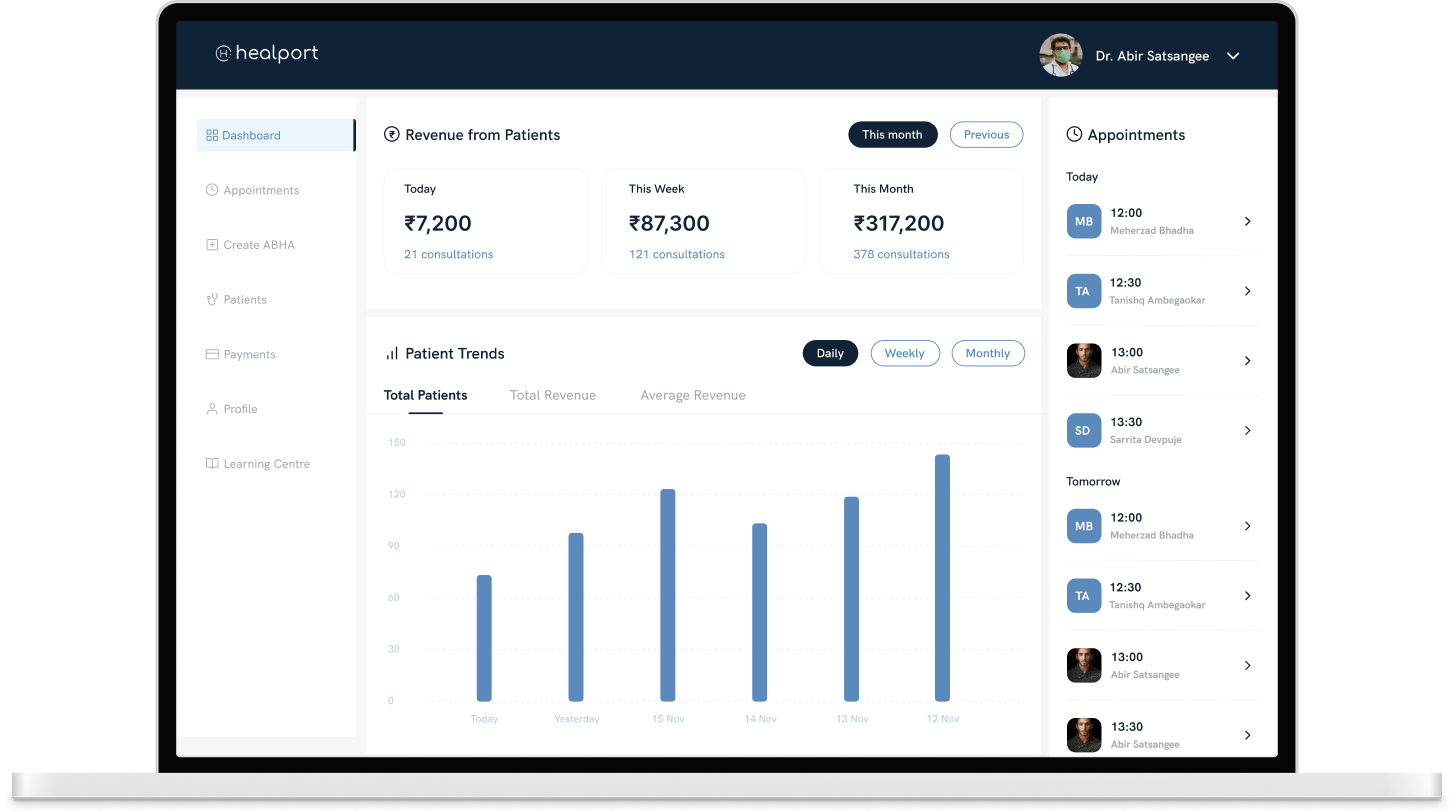 healport
Dr. Abir Satsangee
Dashboard
Appointments
Create ABHA
Patients
Payments
Profile
Learning Centre
Revenue from Patients
This month
Previous
Today
₹7,200
21 consultations
This Week
₹87,300
121 consultations
This Month
₹317,200
378 consultations
Patient Trends
Daily
Weekly
Monthly
Total Patients
Total Revenue
Average Revenue
150
120
90
60
30
0
Today
Yesterday
15 Nov
14 Nov
13 Nov
12 Nov
Appointments
Today
MB
12:00
Meherzad Bhadha
TA
12:30
Tanishq Ambegaokar
13:00
Abir Satsangee
SD
13:30
Sarrita Devpuje
Tomorrow
MB
12:00
Meherzad Bhadha
TA
12:30
Tanishq Ambegaokar
13:00
Abir Satsangee
13:30
Abir Satsangee